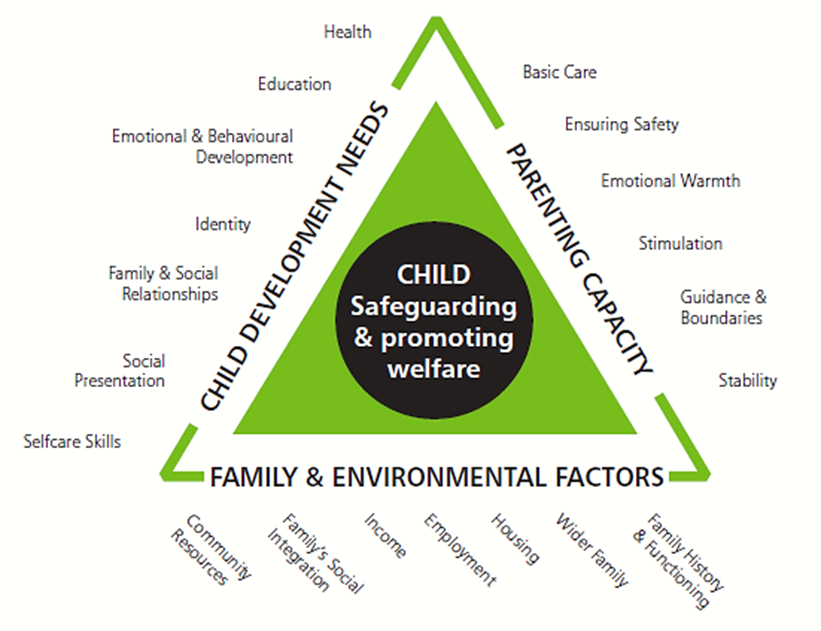 Health
Education
Emotional & Behavioural
Development
Identity
Family & Social
Relationships
Social
Presentation
Selfcare Skills
CHILD DEVELOPMENT NEEDS
Basic Care
Ensuring Safety
Emotional Warmth
Stimulation
Guidance &
Boundaries
Stability
PARENTING CAPACITY
CHILD
Safeguarding
& promoting
welfare
FAMILY & ENVIRONMENTAL FACTORS
Community
Resources
Family's Social
Integration
Income
Employment
Housing
Wider Family
Family History
& Functioning